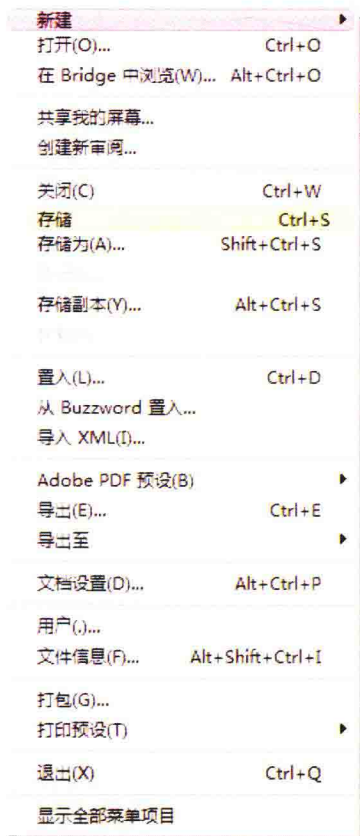 新建
打开(O)... Ctrl+O
在 Bridge 中浏览(W)... Alt+Ctrl+O
共享我的屏幕...
创建新审阅...
关闭(C) Ctrl+W
存储 Ctrl+S
存储为(A)... Shift+Ctrl+S
存储副本(Y)... Alt+Ctrl+S
置入(L)... Ctrl+D
从 Buzzword 置入...
导入 XML(I)...
Adobe PDF 预设(B)
导出(E)... Ctrl+E
导出至
文档设置(D)... Alt+Ctrl+P
用户(.)...
文件信息(F)... Alt+Shift+Ctrl+I
打包(G)...
打印预设(T)
退出(X) Ctrl+Q
显示全部菜单项目